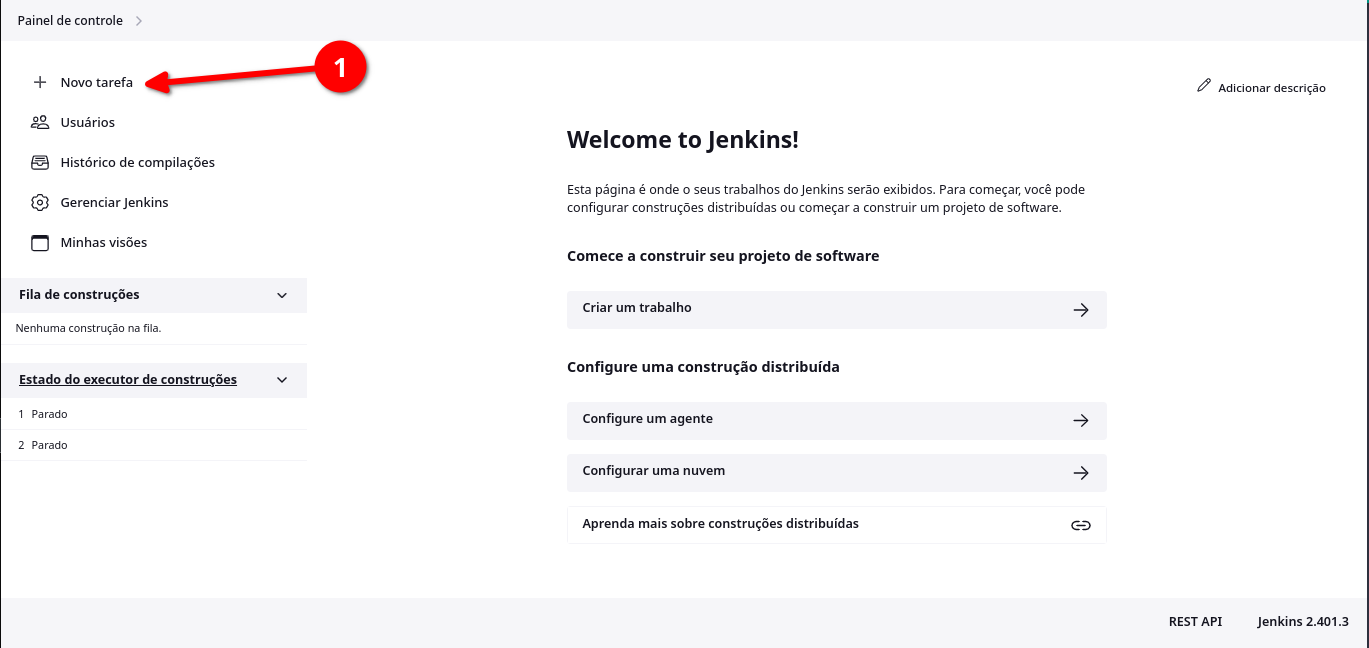 Painel de controle
Novo tarefa
1
Adicionar descrição
Usuários
Histórico de compilações
Gerenciar Jenkins
Minhas visões
Fila de construções
Nenhuma construção na fila.
Estado do executor de construções
1 Parado
2 Parado
Welcome to Jenkins!
Esta página é onde o seus trabalhos do Jenkins serão exibidos. Para começar, você pode
configurar construções distribuídas ou começar a construir um projeto de software.
Comece a construir seu projeto de software
Criar um trabalho
Configure uma construção distribuída
Configure um agente
Configurar uma nuvem
Aprenda mais sobre construções distribuídas
REST API
Jenkins 2.401.3